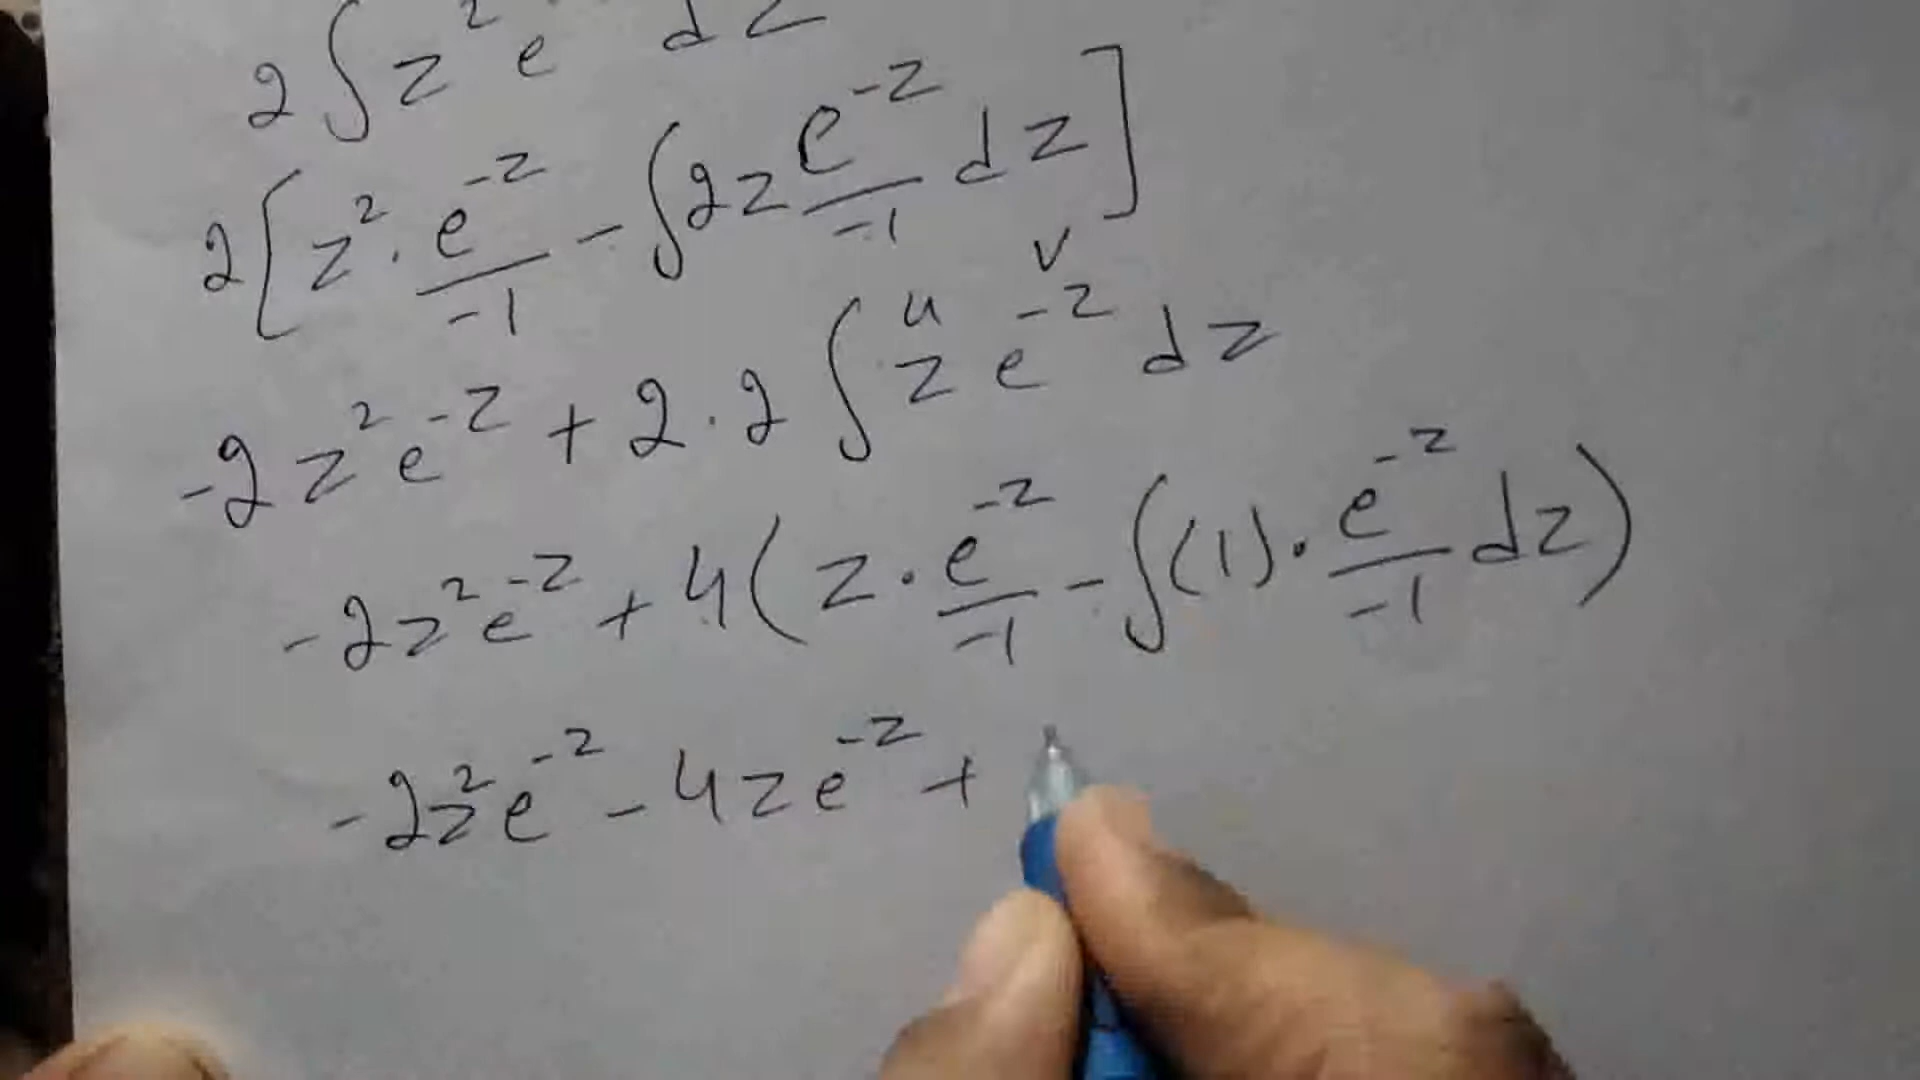 2∫z²e dz
2[z²·e^{-z}/-1 - ∫2z e^{-z}/-1 dz]
u v
-2z²e^{-z} + 2·2∫z e^{-z} dz
-2z²e^{-z} + 4(z·e^{-z}/-1 - ∫(1)·e^{-z}/-1 dz)
-2z²e^{-z} - 4ze^{-z} +